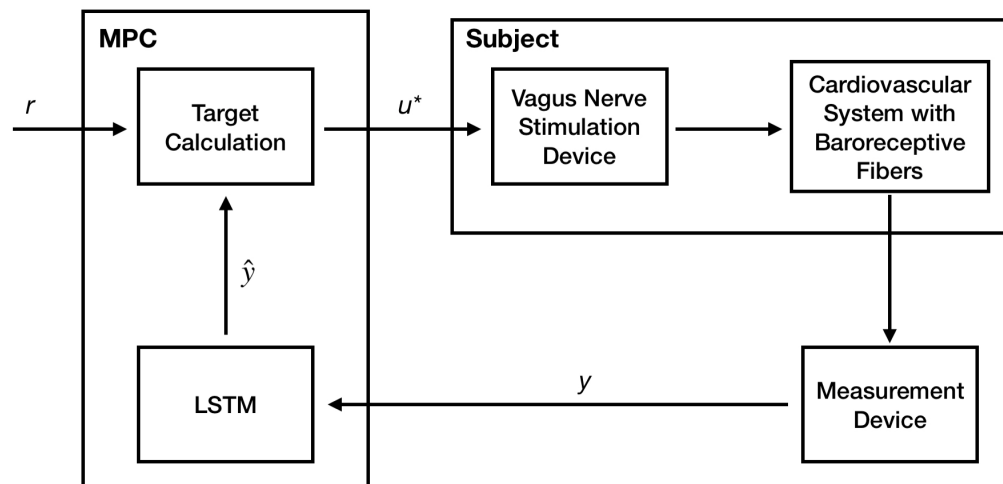 MPC
Subject
r
Target
Calculation
u*
Vagus Nerve
Stimulation
Device
Cardiovascular
System with
Baroreceptive
Fibers
ŷ
LSTM
y
Measurement
Device